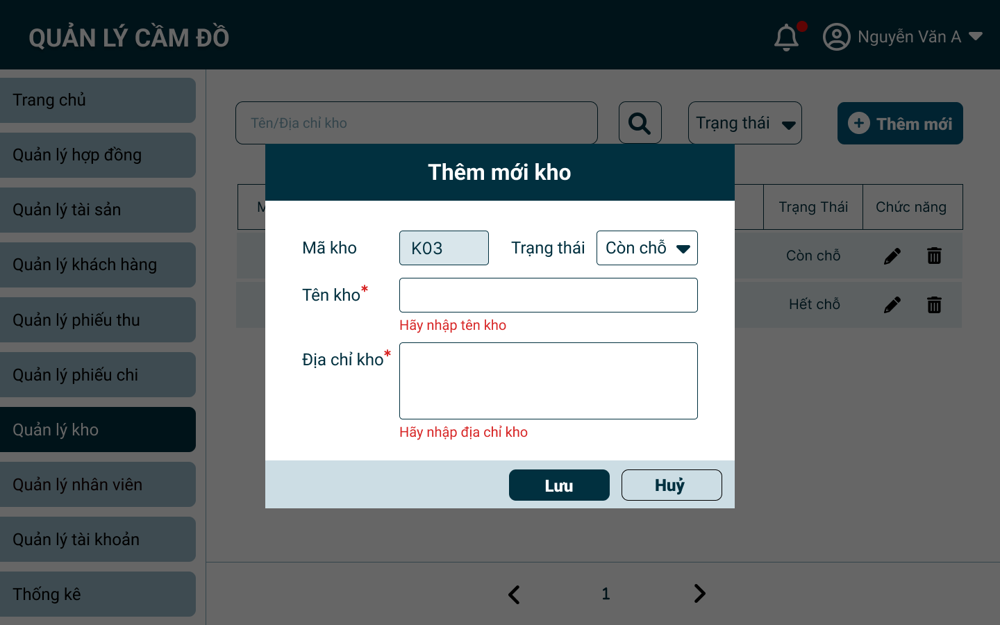 QUẢN LÝ CẦM ĐỒ
Nguyễn Văn A
Trang chủ
Quản lý hợp đồng
Quản lý tài sản
Quản lý khách hàng
Quản lý phiếu thu
Quản lý phiếu chi
Quản lý kho
Quản lý nhân viên
Quản lý tài khoản
Thống kê
Tên/Địa chỉ kho
Trạng thái
Thêm mới
Trạng Thái
Chức năng
Còn chỗ
Hết chỗ
Thêm mới kho
Mã kho
K03
Trạng thái
Còn chỗ
Tên kho*
Hãy nhập tên kho
Địa chỉ kho*
Hãy nhập địa chỉ kho
Lưu
Huỷ
1